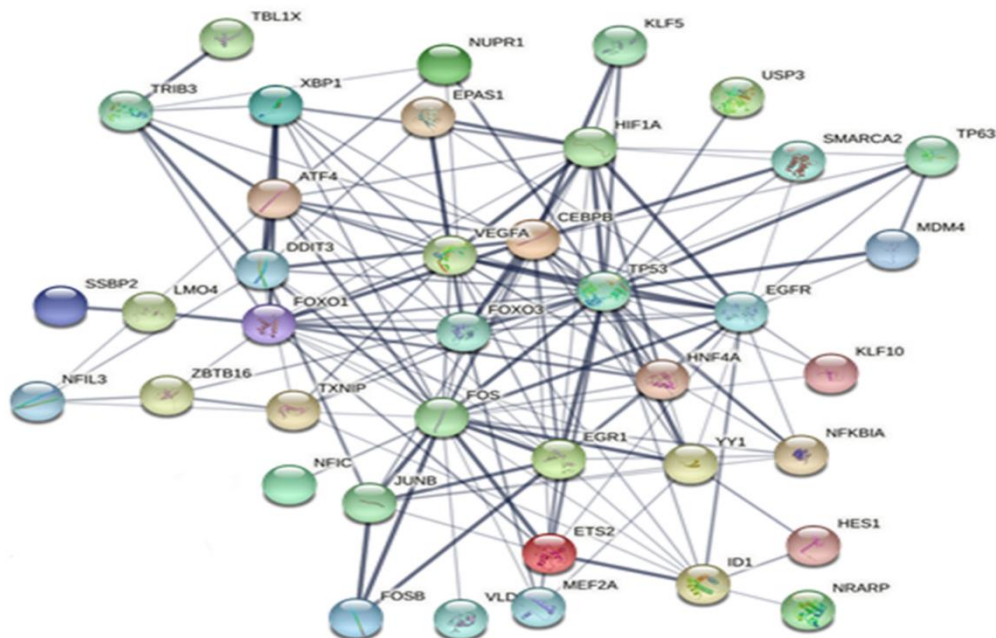 TBL1X
KLF5
NUPR1
USP3
TRIB3
XBP1
EPAS1
HIF1A
SMARCA2
TP63
ATF4
CEBPB
MDM4
VEGFA
DDIT3
TP53
SSBP2
LMO4
EGFR
FOXO1
FOXO3
HNF4A
KLF10
NFIL3
ZBTB16
TXNIP
FOS
EGR1
YY1
NFKBIA
NFIC
JUNB
HES1
ETS2
ID1
FOSB
VLD
MEF2A
NRARP